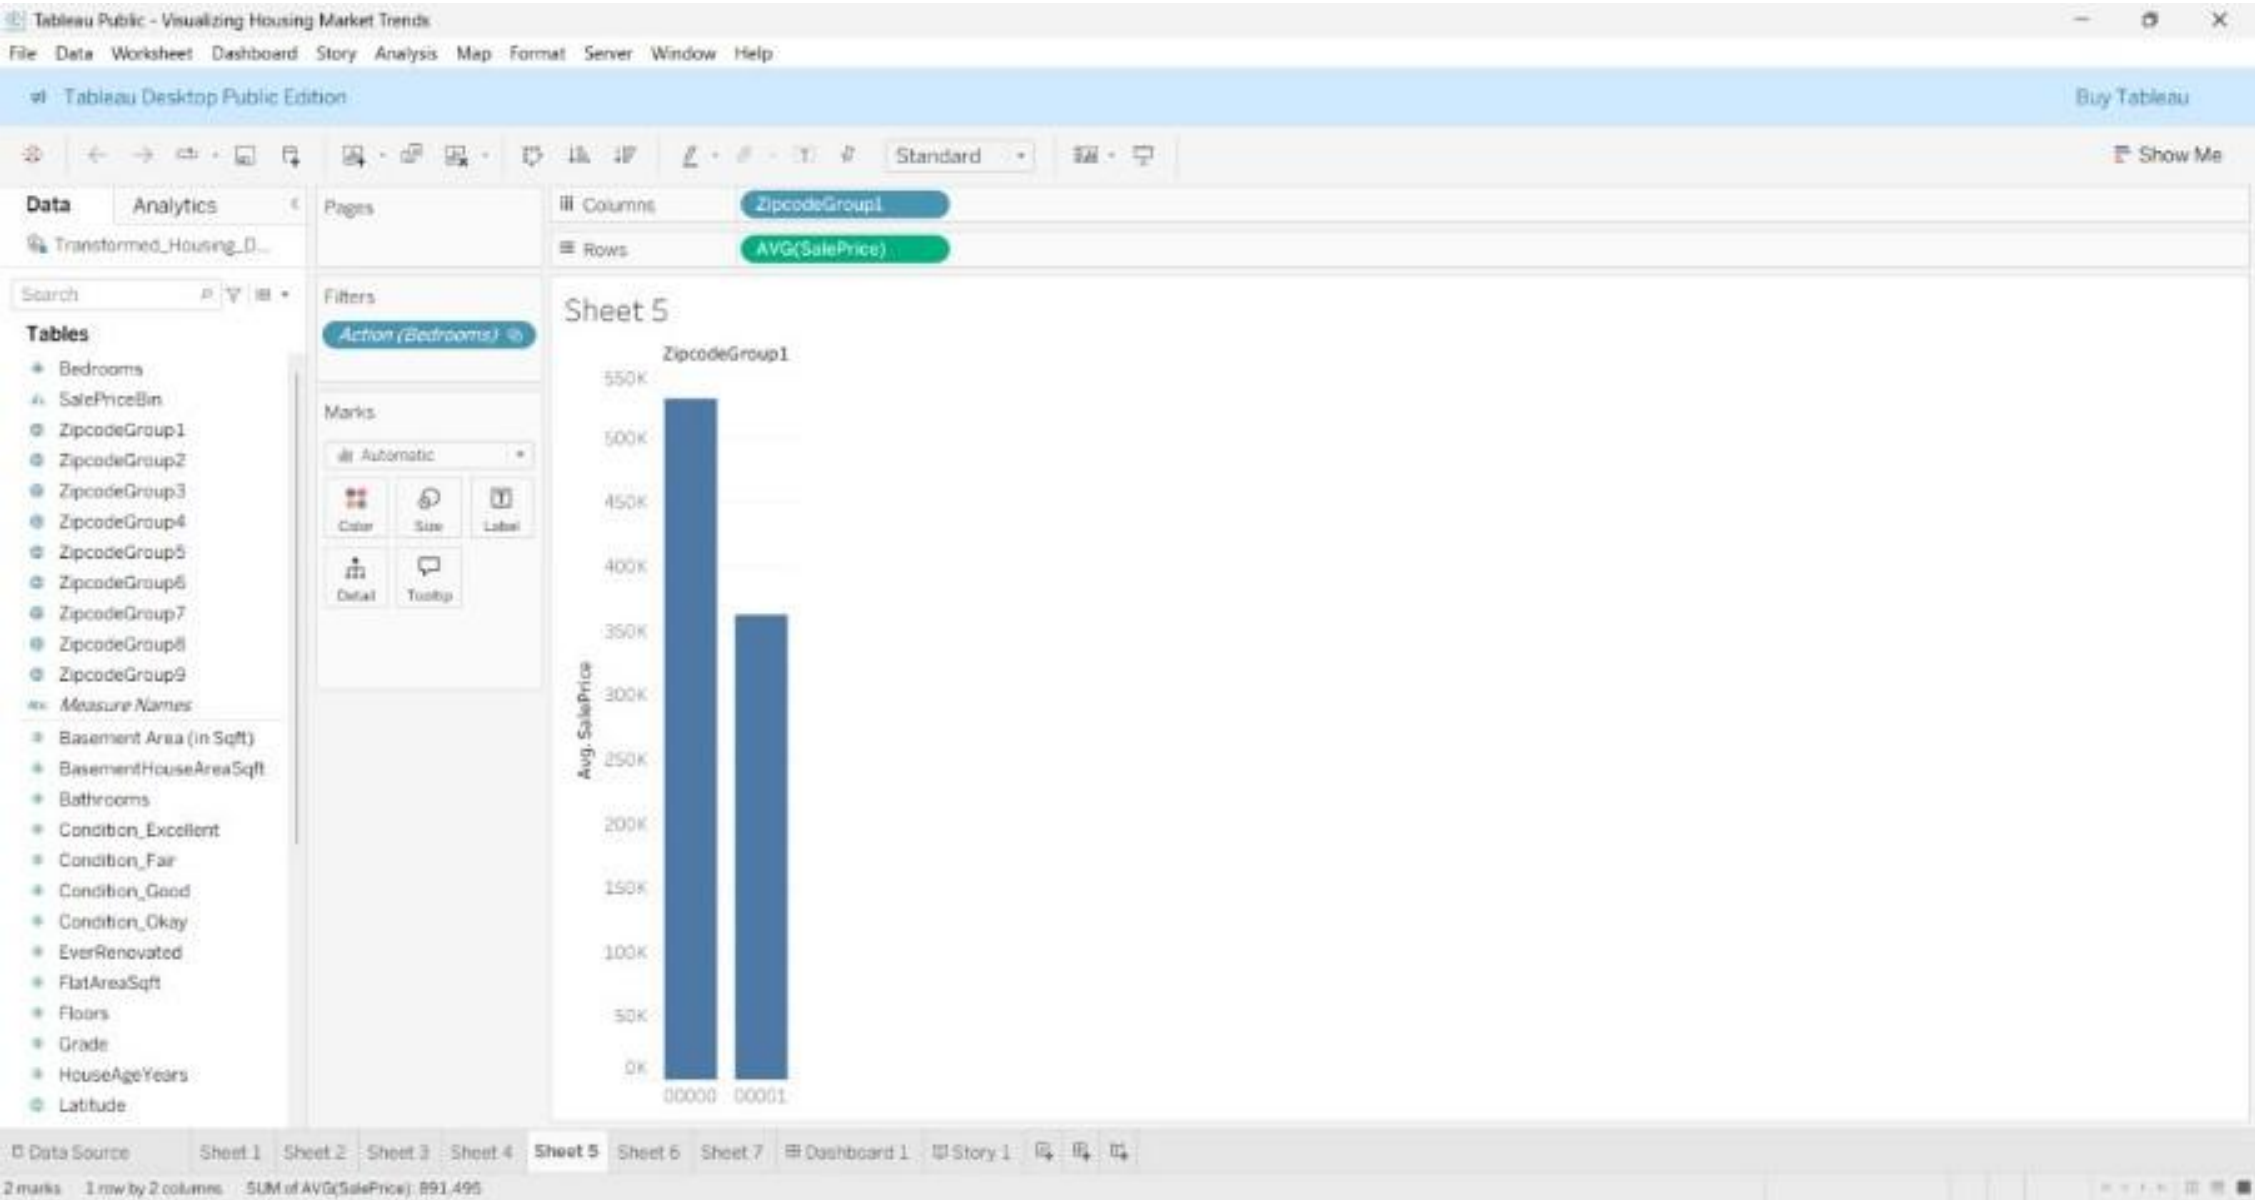 Tableau Public - Visualizing Housing Market Trends
File Data Worksheet Dashboard Story Analysis Map Format Server Window Help
Tableau Desktop Public Edition
Buy Tableau
Standard
Show Me
Data Analytics
Transformed_Housing_D...
Search
Tables
Bedrooms
SalePriceBin
ZipcodeGroup1
ZipcodeGroup2
ZipcodeGroup3
ZipcodeGroup4
ZipcodeGroup5
ZipcodeGroup6
ZipcodeGroup7
ZipcodeGroup8
ZipcodeGroup9
Abc Measure Names
Basement Area (in Sqft)
BasementHouseAreaSqft
Bathrooms
Condition_Excellent
Condition_Fair
Condition_Good
Condition_Okay
EverRenovated
FlatAreaSqft
Floors
Grade
HouseAgeYears
Latitude
Pages
Filters
Action (Bedrooms)
Marks
Automatic
Color Size Label
Detail Tooltip
Columns ZipcodeGroup1
Rows AVG(SalePrice)
Sheet 5
ZipcodeGroup1
550K
500K
450K
400K
350K
300K
250K
200K
150K
100K
50K
0K
Avg. SalePrice
00000 00001
Data Source Sheet 1 Sheet 2 Sheet 3 Sheet 4 Sheet 5 Sheet 6 Sheet 7 Dashboard 1 Story 1
2 marks 1 row by 2 columns SUM of AVG(SalePrice): 891,495